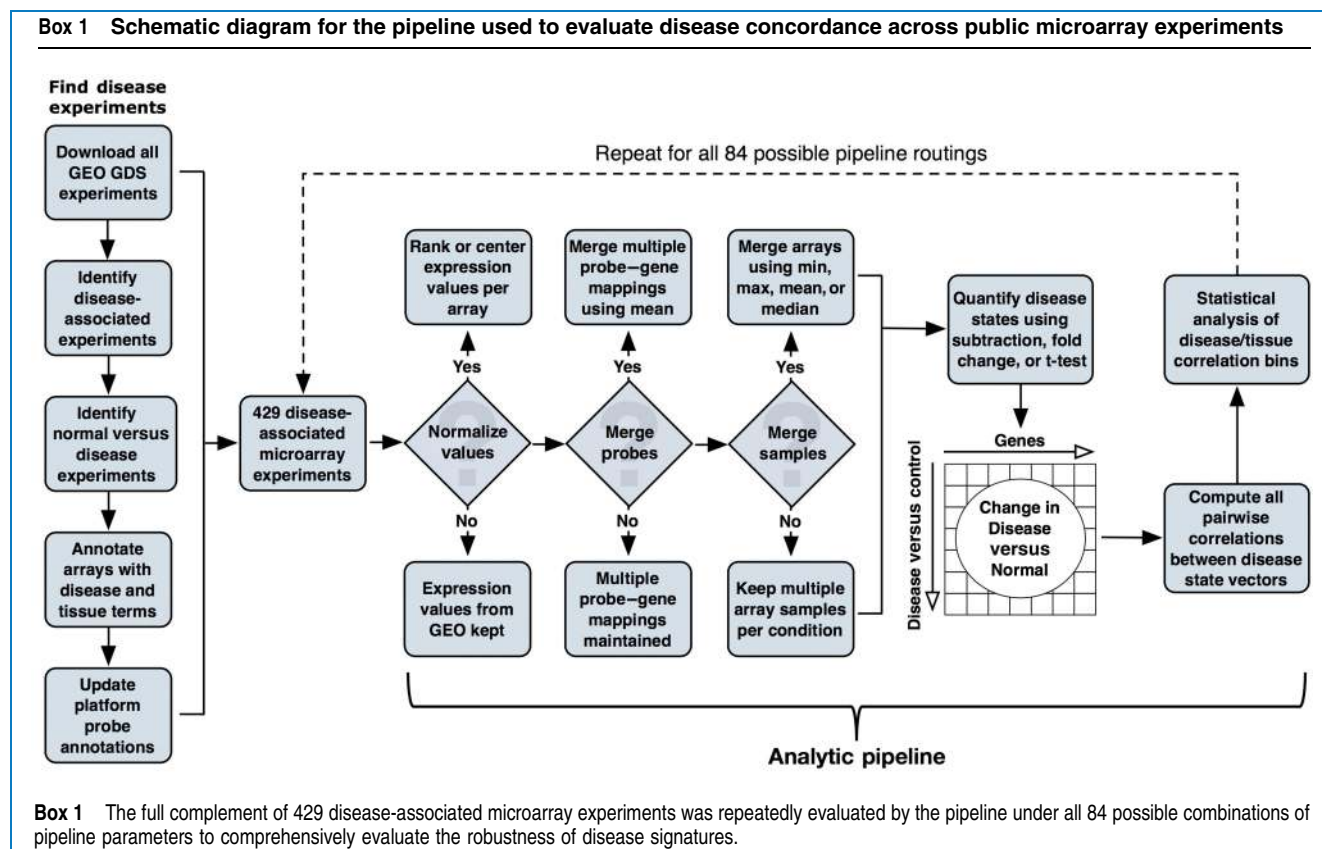 Box 1 Schematic diagram for the pipeline used to evaluate disease concordance across public microarray experiments
Find disease
experiments
Download all
GEO GDS
experiments
Identify
disease-
associated
experiments
Identify
normal versus
disease
experiments
Annotate
arrays with
disease and
tissue terms
Update
platform
probe
annotations
Repeat for all 84 possible pipeline routings
429 disease-
associated
microarray
experiments
Rank or center
expression
values per
array
Yes
?
Normalize
values
No
Expression
values from
GEO kept
Merge multiple
probe–gene
mappings
using mean
Yes
?
Merge
probes
No
Multiple
probe–gene
mappings
maintained
Merge arrays
using min,
max, mean, or
median
Yes
?
Merge
samples
No
Keep multiple
array samples
per condition
Quantify disease
states using
subtraction, fold
change, or t-test
Genes
Disease versus control
Change in
Disease
versus
Normal
Statistical
analysis of
disease/tissue
correlation bins
Compute all
pairwise
correlations
between disease
state vectors
Analytic pipeline
Box 1 The full complement of 429 disease-associated microarray experiments was repeatedly evaluated by the pipeline under all 84 possible combinations of
pipeline parameters to comprehensively evaluate the robustness of disease signatures.